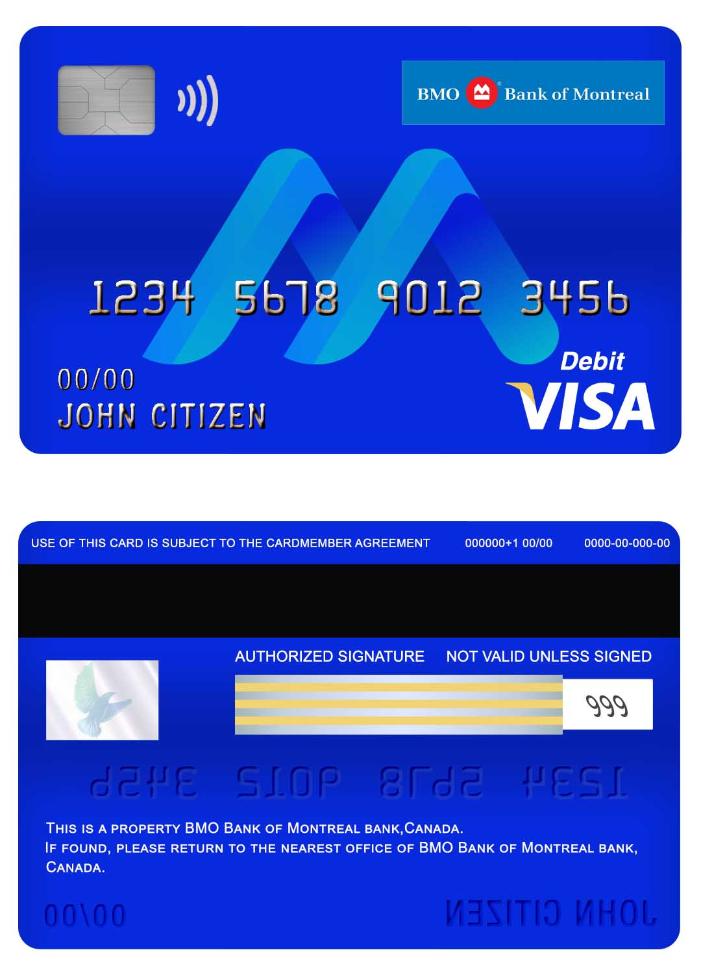 BMO Bank of Montreal
1234 5678 9012 3456
00/00
JOHN CITIZEN
Debit
VISA
USE OF THIS CARD IS SUBJECT TO THE CARDMEMBER AGREEMENT 000000+1 00/00 0000-00-000-00
AUTHORIZED SIGNATURE NOT VALID UNLESS SIGNED
999
1234 5678 9012 3456
THIS IS A PROPERTY BMO BANK OF MONTREAL BANK,CANADA.
IF FOUND, PLEASE RETURN TO THE NEAREST OFFICE OF BMO BANK OF MONTREAL BANK,
CANADA.
00/00 JOHN CITIZEN